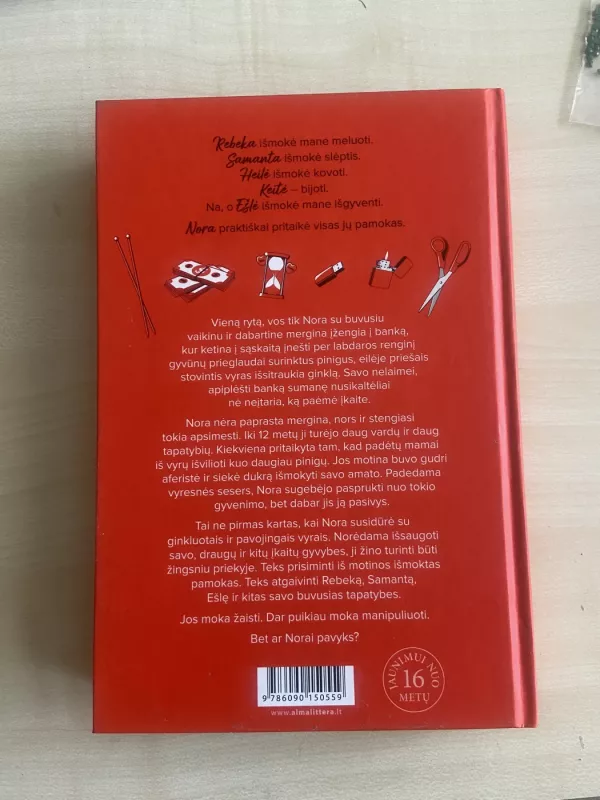 Rebeka išmokė mane meluoti.
Samanta išmokė slėptis.
Heilė išmokė kovoti.
Keitė – bijoti.
Na, o Ešlė išmokė mane išgyventi.
Nora praktiškai pritaikė visas jų pamokas.
Vieną rytą, vos tik Nora su buvusiu
vaikinu ir dabartine mergina įžengia į banką,
kur ketina į sąskaitą įnešti per labdaros renginį
gyvūnų prieglaudai surinktus pinigus, eilėje priešais
stovintis vyras išsitraukia ginklą. Savo nelaimei,
apiplėšti banką sumanę nusikaltėliai
nė neįtaria, ką paėmė įkaite.
Nora nėra paprasta mergina, nors ir stengiasi
tokia apsimesti. Iki 12 metų ji turėjo daug vardų ir daug
tapatybių. Kiekviena pritaikyta tam, kad padėtų mamai
iš vyrų išvilioti kuo daugiau pinigų. Jos motina buvo gudri
aferistė ir siekė dukrą išmokyti savo amato. Padedama
vyresnės sesers, Nora sugebėjo pasprukti nuo tokio
gyvenimo, bet dabar jis ją pasivys.
Tai ne pirmas kartas, kai Nora susidūrė su
ginkluotais ir pavojingais vyrais. Norėdama išsaugoti
savo, draugų ir kitų įkaitų gyvybes, ji žino turinti būti
žingsniu priekyje. Teks prisiminti iš motinos išmoktas
pamokas. Teks atgaivinti Rebeką, Samantą,
Ešlę ir kitas savo buvusias tapatybes.
Jos moka žaisti. Dar puikiau moka manipuliuoti.
Bet ar Norai pavyks?
9 786090 150559
www.almalittera.lt
JAUNIMUI NUO
16
METŲ